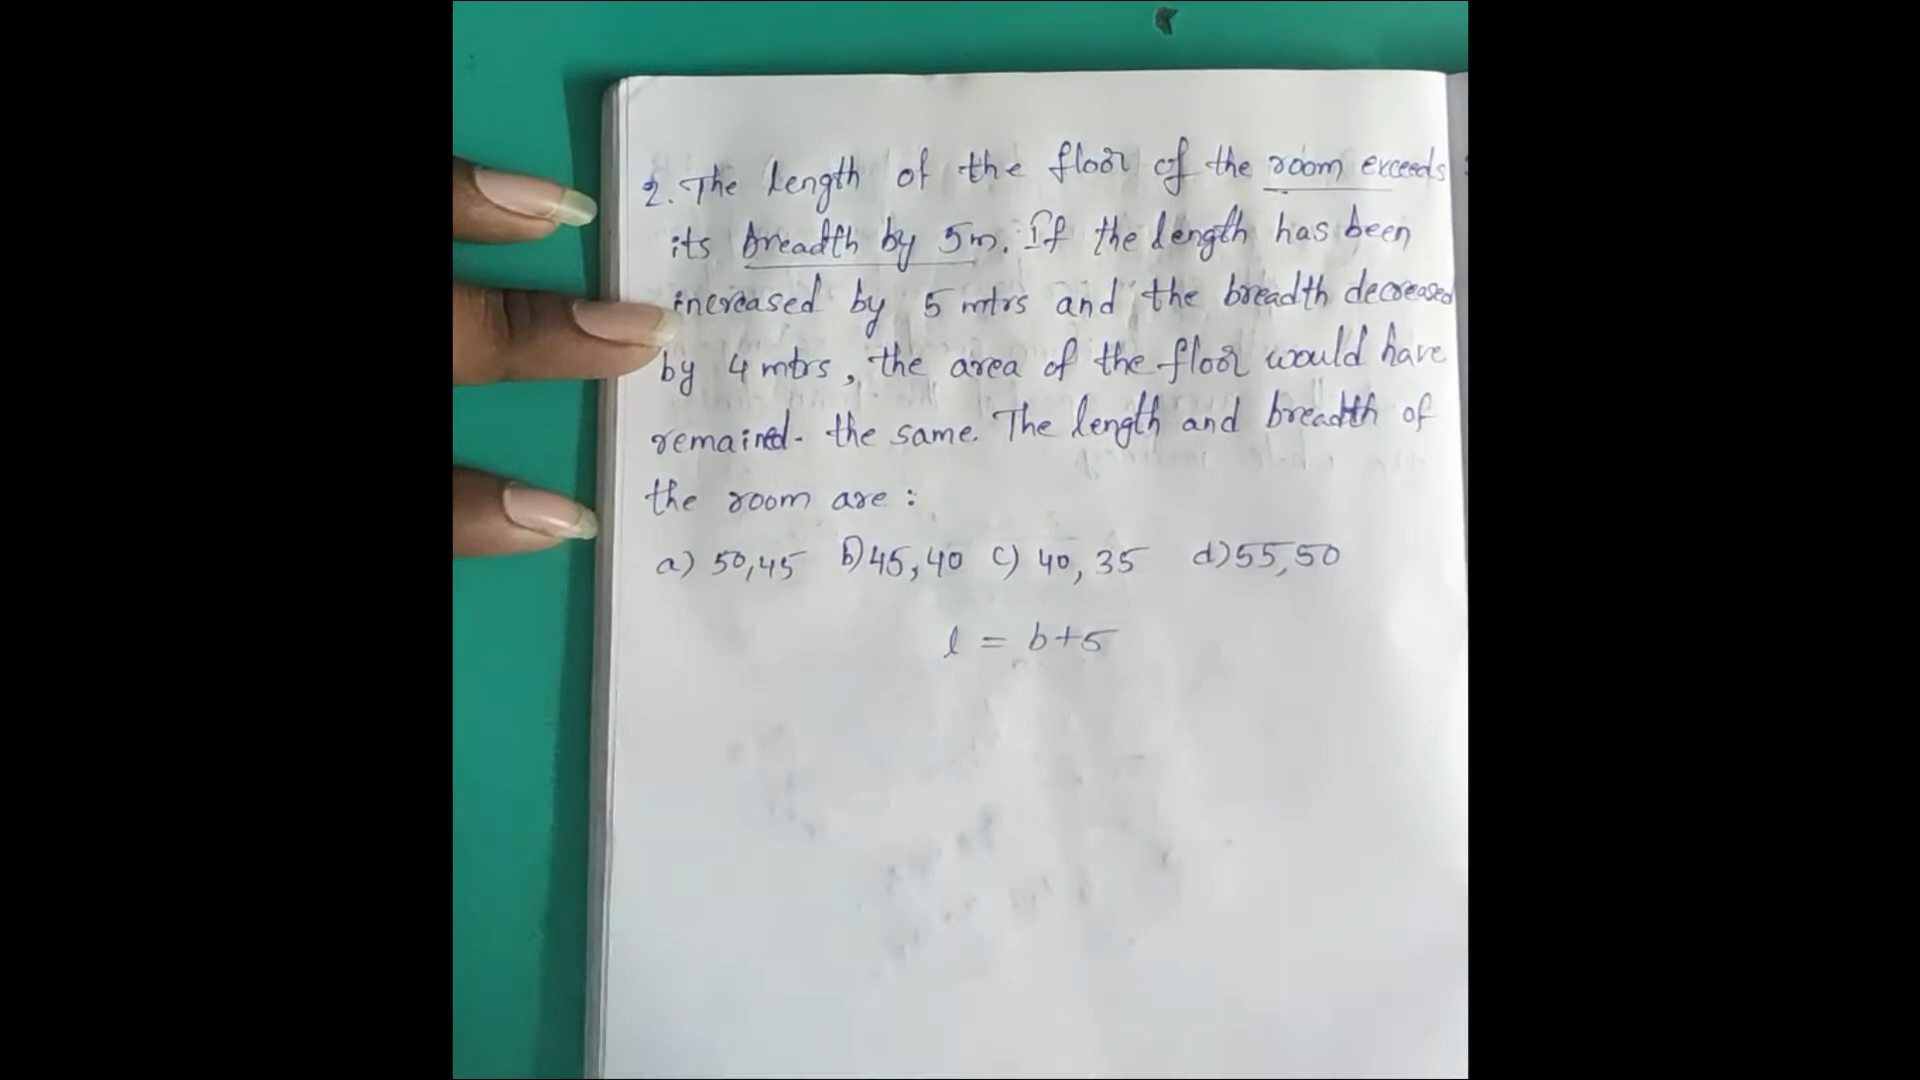 2. The length of the floor of the room exceeds
its breadth by 5m. If the length has been
increased by 5 mtrs and the breadth decreased
by 4 mtrs, the area of the floor would have
remained. the same. The length and breadth of
the room are :
a) 50,45 b) 45,40 c) 40, 35 d) 55, 50
l = b+5